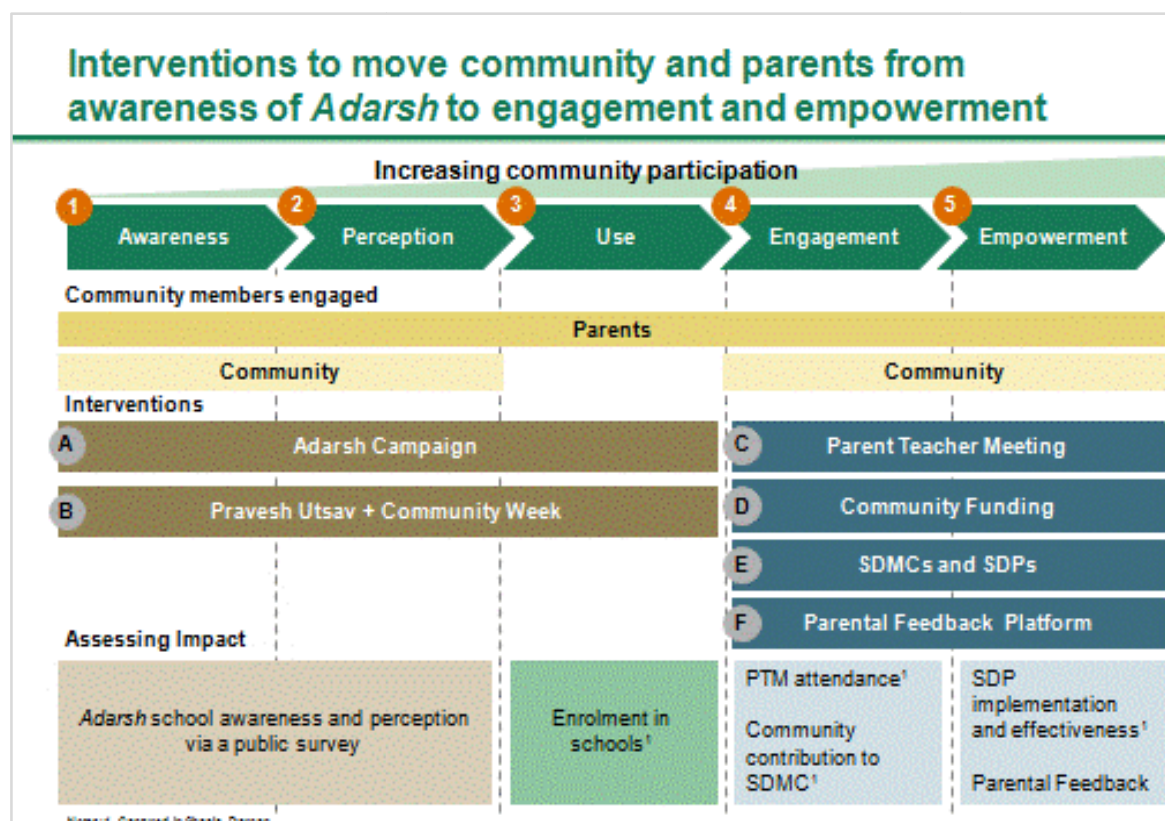 Interventions to move community and parents from
awareness of Adarsh to engagement and empowerment
Increasing community participation
1 2 3 4 5
Awareness Perception Use Engagement Empowerment
Community members engaged
Parents
Community Community
Interventions
A Adarsh Campaign
B Pravesh Utsav + Community Week
C Parent Teacher Meeting
D Community Funding
E SDMCs and SDPs
F Parental Feedback Platform
Assessing Impact
Adarsh school awareness and perception
via a public survey
Enrolment in
schools¹
PTM attendance¹
Community
contribution to
SDMC¹
SDP
implementation
and effectiveness¹
Parental Feedback